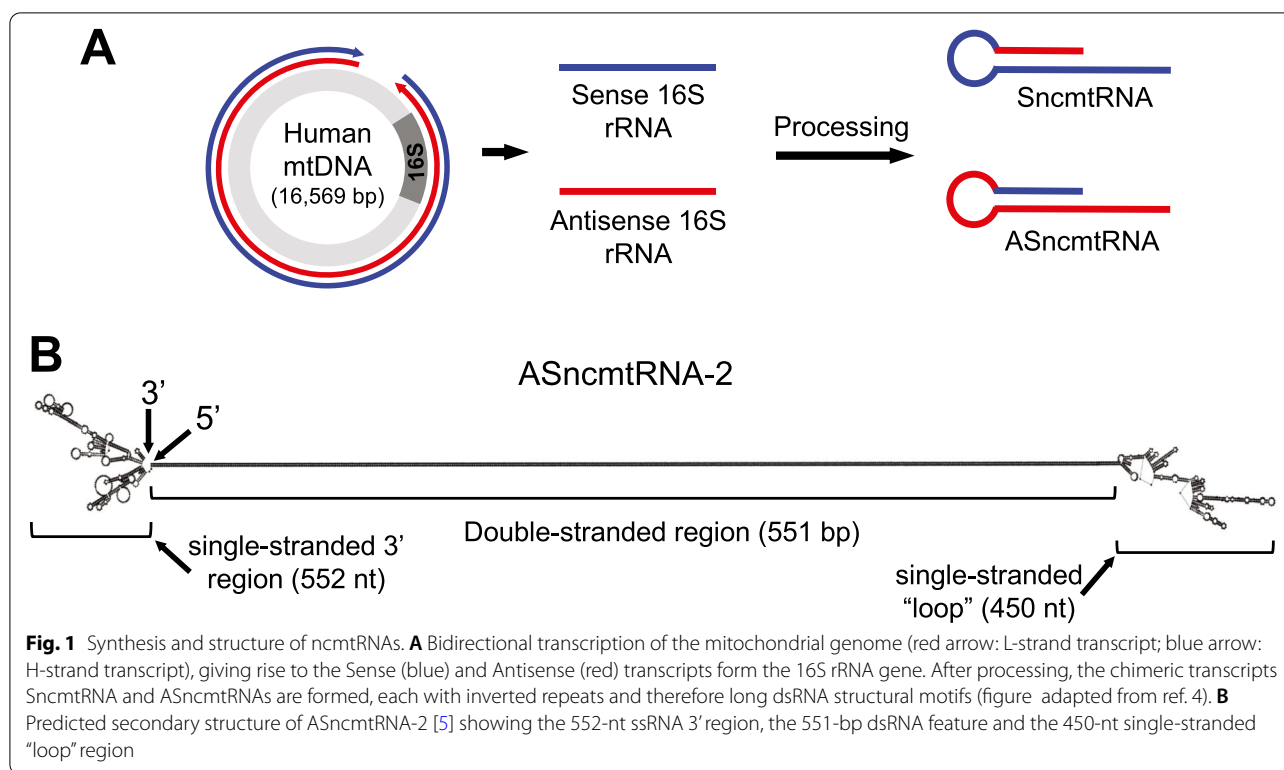 A
Human
mtDNA
(16,569 bp)
16S
Sense 16S
rRNA
Antisense 16S
rRNA
Processing
SncmtRNA
ASncmtRNA
B
ASncmtRNA-2
3’
5’
single-stranded 3’
region (552 nt)
Double-stranded region (551 bp)
single-stranded
“loop” (450 nt)
Fig. 1 Synthesis and structure of ncmtRNAs. A Bidirectional transcription of the mitochondrial genome (red arrow: L-strand transcript; blue arrow:
H-strand transcript), giving rise to the Sense (blue) and Antisense (red) transcripts form the 16S rRNA gene. After processing, the chimeric transcripts
SncmtRNA and ASncmtRNAs are formed, each with inverted repeats and therefore long dsRNA structural motifs (figure adapted from ref. 4). B
Predicted secondary structure of ASncmtRNA-2 [5] showing the 552-nt ssRNA 3’ region, the 551-bp dsRNA feature and the 450-nt single-stranded
“loop” region